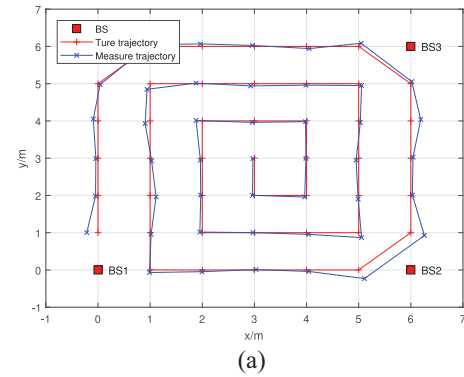 7
6
5
4
3
2
1
0
-1
y/m
BS
Ture trajectory
Measure trajectory
BS3
BS1
BS2
-1 0 1 2 3 4 5 6 7
x/m
(a)